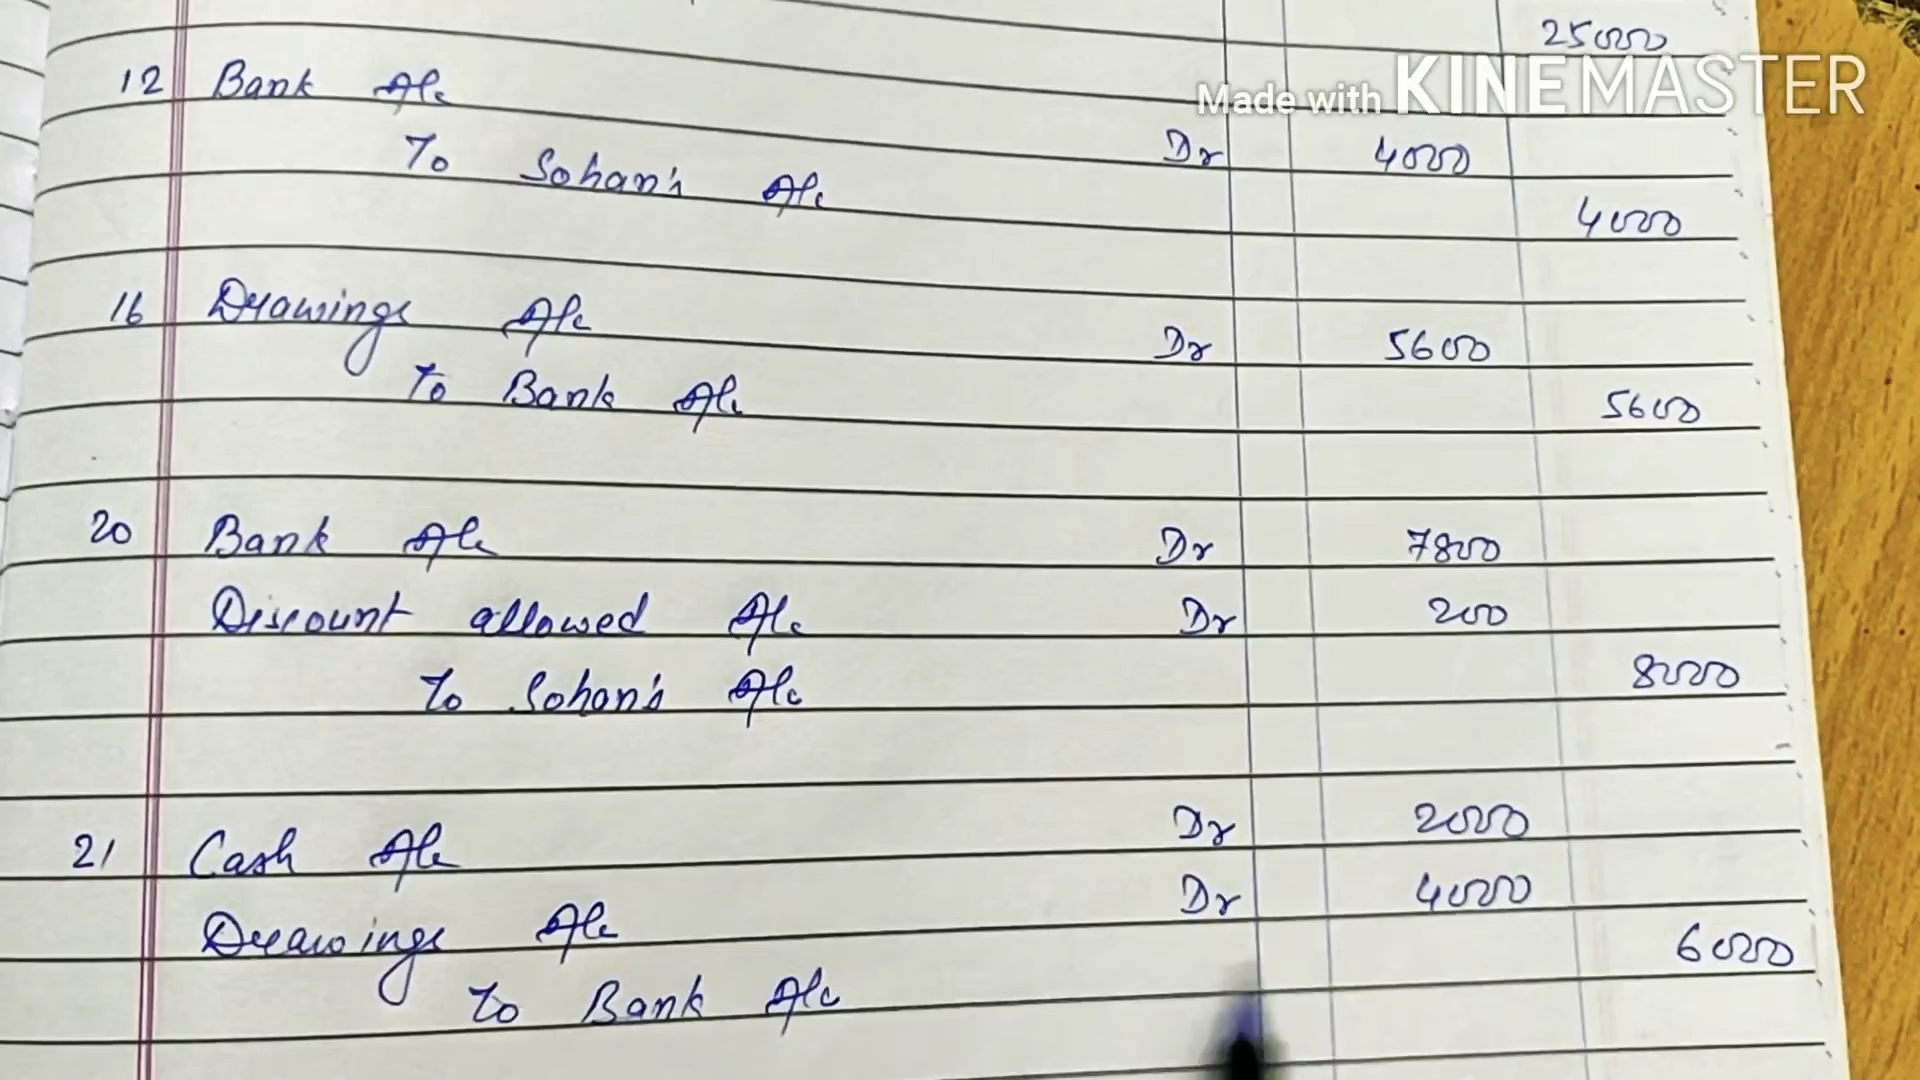 25000
Made with KINEMASTER
12 Bank A/c Dr 4000
To Sohan's A/c 4000
16 Drawings A/c Dr 5600
To Bank A/c 5600
20 Bank A/c Dr 7800
Discount allowed A/c Dr 200
To Sohan's A/c 8000
21 Cash A/c Dr 2000
Drawings A/c Dr 4000
To Bank A/c 6000